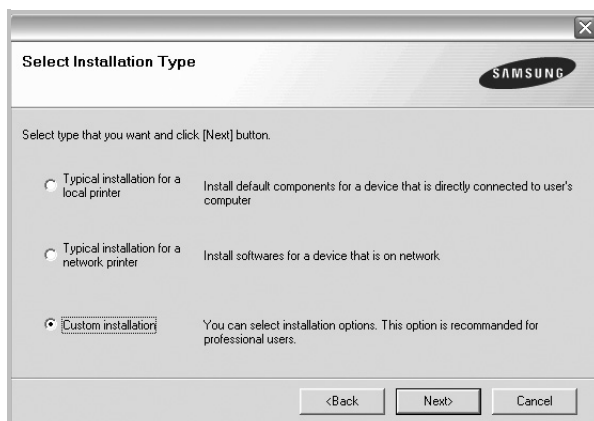 Select Installation Type
SAMSUNG
Select type that you want and click [Next] button.
Typical installation for a
local printer
Install default components for a device that is directly connected to user's
computer
Typical installation for a
network printer
Install softwares for a device that is on network
Custom installation
You can select installation options. This option is recommanded for
professional users.
<Back
Next>
Cancel